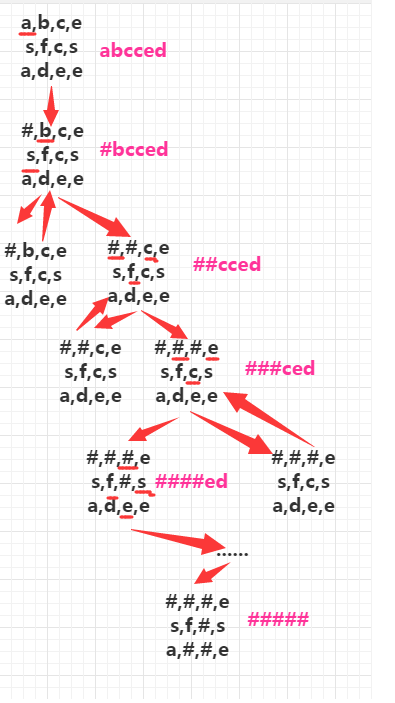 a,b,c,e
s,f,c,s abcced
a,d,e,e
#,b,c,e
s,f,c,s #bcced
a,d,e,e
#,b,c,e
s,f,c,s
a,d,e,e
#,#,c,e
s,f,c,s ##cced
a,d,e,e
#,#,c,e
s,f,c,s
a,d,e,e
#,#,#,e
s,f,c,s ###ced
a,d,e,e
#,#,#,e
s,f,#,s ####ed
a,d,e,e
#,#,#,e
s,f,c,s
a,d,e,e
......
#,#,#,e
s,f,#,s #####
a,#,#,e